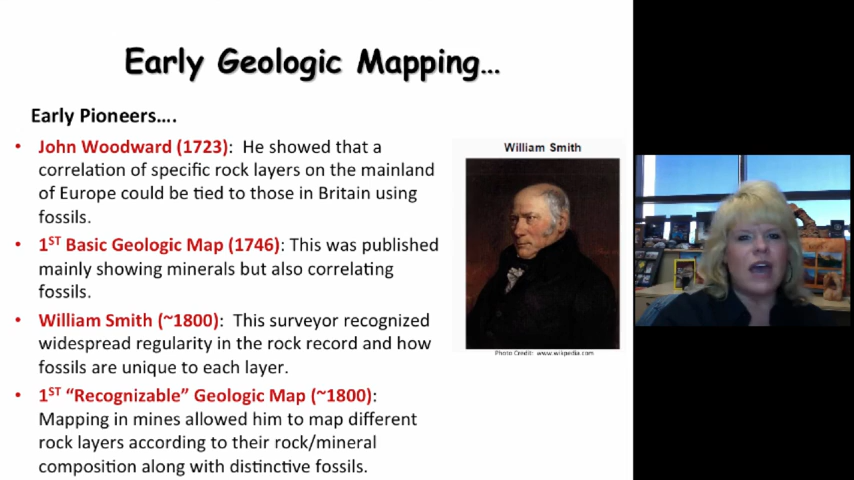 Early Geologic Mapping...
Early Pioneers....
• John Woodward (1723): He showed that a
correlation of specific rock layers on the mainland
of Europe could be tied to those in Britain using
fossils.
• 1ST Basic Geologic Map (1746): This was published
mainly showing minerals but also correlating
fossils.
• William Smith (~1800): This surveyor recognized
widespread regularity in the rock record and how
fossils are unique to each layer.
• 1ST “Recognizable” Geologic Map (~1800):
Mapping in mines allowed him to map different
rock layers according to their rock/mineral
composition along with distinctive fossils.
William Smith
Photo Credit: www.wikipedia.com